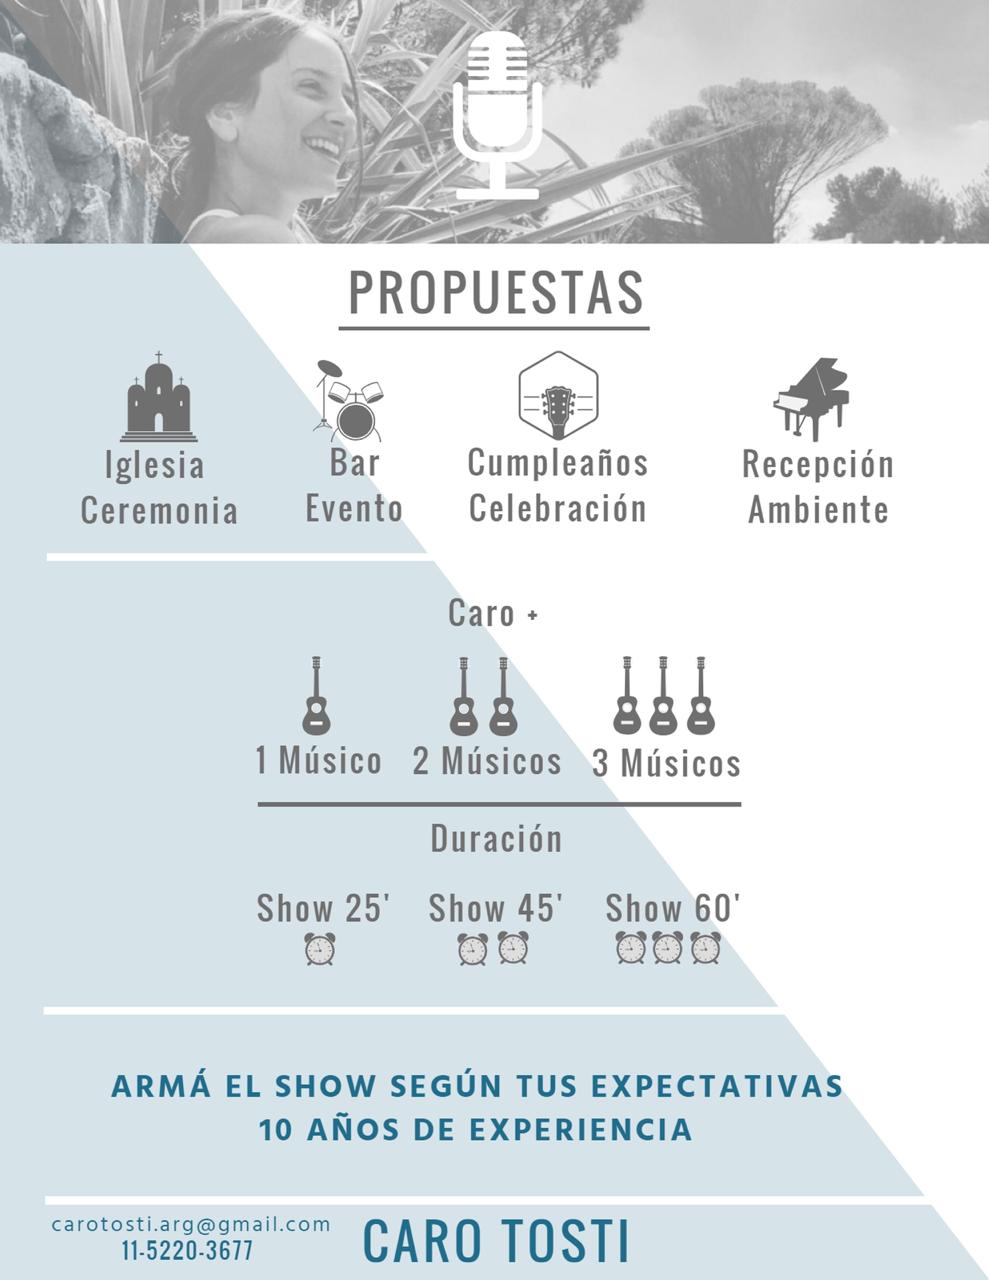 PROPUESTAS
Iglesia
Ceremonia
Bar
Evento
Cumpleaños
Celebración
Recepción
Ambiente
Caro +
1 Músico
2 Músicos
3 Músicos
Duración
Show 25'
Show 45'
Show 60'
ARMÁ EL SHOW SEGÚN TUS EXPECTATIVAS
10 AÑOS DE EXPERIENCIA
carotosti.arg@gmail.com
11-5220-3677
CARO TOSTI